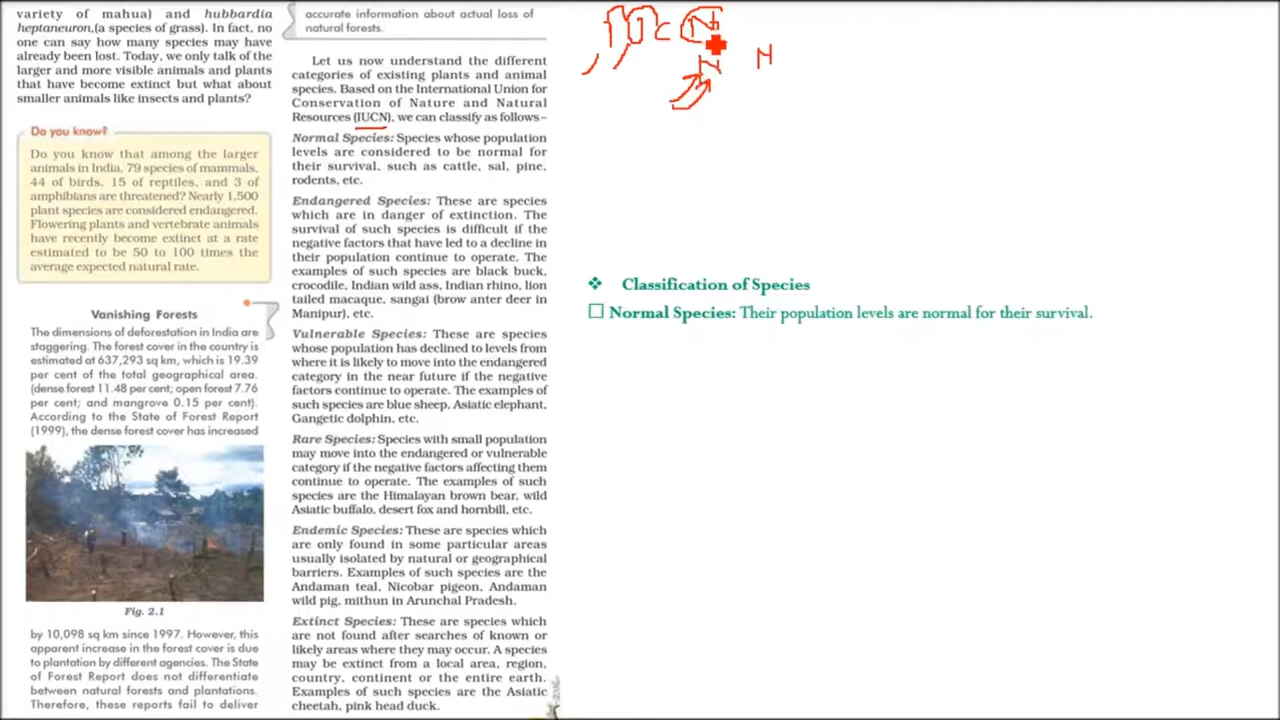 variety of mahua) and hubbardia
heptaneuron,(a species of grass). In fact, no
one can say how many species may have
already been lost. Today, we only talk of the
larger and more visible animals and plants
that have become extinct but what about
smaller animals like insects and plants?
Do you know?
Do you know that among the larger
animals in India, 79 species of mammals,
44 of birds, 15 of reptiles, and 3 of
amphibians are threatened? Nearly 1,500
plant species are considered endangered.
Flowering plants and vertebrate animals
have recently become extinct at a rate
estimated to be 50 to 100 times the
average expected natural rate.
Vanishing Forests
The dimensions of deforestation in India are
staggering. The forest cover in the country is
estimated at 637,293 sq km, which is 19.39
per cent of the total geographical area.
(dense forest 11.48 per cent; open forest 7.76
per cent; and mangrove 0.15 per cent).
According to the State of Forest Report
(1999), the dense forest cover has increased
Fig. 2.1
by 10,098 sq km since 1997. However, this
apparent increase in the forest cover is due
to plantation by different agencies. The State
of Forest Report does not differentiate
between natural forests and plantations.
Therefore, these reports fail to deliver
accurate information about actual loss of
natural forests.
Let us now understand the different
categories of existing plants and animal
species. Based on the International Union for
Conservation of Nature and Natural
Resources (IUCN), we can classify as follows–
Normal Species: Species whose population
levels are considered to be normal for
their survival, such as cattle, sal, pine,
rodents, etc.
Endangered Species: These are species
which are in danger of extinction. The
survival of such species is difficult if the
negative factors that have led to a decline in
their population continue to operate. The
examples of such species are black buck,
crocodile, Indian wild ass, Indian rhino, lion
tailed macaque, sangai (brow anter deer in
Manipur), etc.
Vulnerable Species: These are species
whose population has declined to levels from
where it is likely to move into the endangered
category in the near future if the negative
factors continue to operate. The examples of
such species are blue sheep, Asiatic elephant,
Gangetic dolphin, etc.
Rare Species: Species with small population
may move into the endangered or vulnerable
category if the negative factors affecting them
continue to operate. The examples of such
species are the Himalayan brown bear, wild
Asiatic buffalo, desert fox and hornbill, etc.
Endemic Species: These are species which
are only found in some particular areas
usually isolated by natural or geographical
barriers. Examples of such species are the
Andaman teal, Nicobar pigeon, Andaman
wild pig, mithun in Arunchal Pradesh.
Extinct Species: These are species which
are not found after searches of known or
likely areas where they may occur. A species
may be extinct from a local area, region,
country, continent or the entire earth.
Examples of such species are the Asiatic
cheetah, pink head duck.
N
N
❖ Classification of Species
☐ Normal Species: Their population levels are normal for their survival.